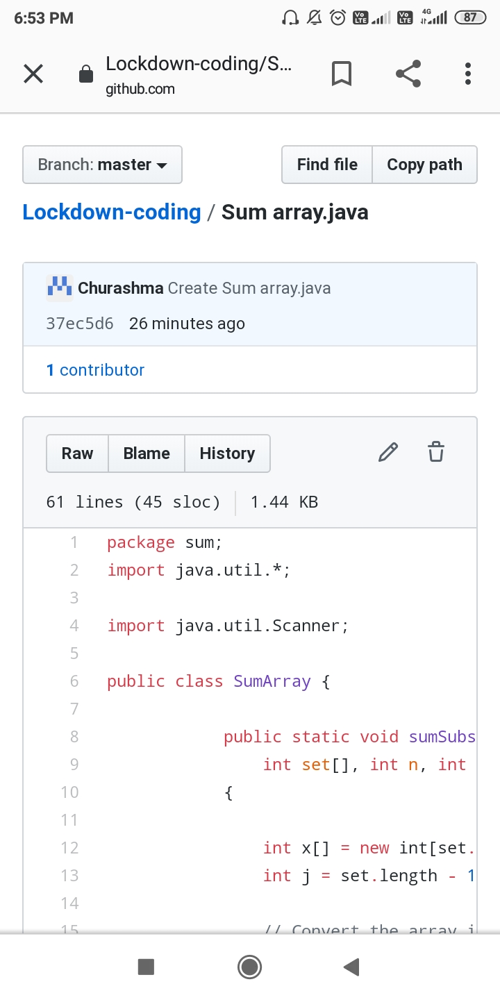 6:53 PM
Vo LTE Vo LTE 4G 87
Lockdown-coding/S...
github.com
Branch: master
Find file Copy path
Lockdown-coding / Sum array.java
Churashma Create Sum array.java
37ec5d6 26 minutes ago
1 contributor
Raw Blame History
61 lines (45 sloc) 1.44 KB
1 package sum;
2 import java.util.*;
3
4 import java.util.Scanner;
5
6 public class SumArray {
7
8 public static void sumSubs
9 int set[], int n, int
10 {
11
12 int x[] = new int[set.
13 int j = set.length - 1
14
15 // Convert the array i